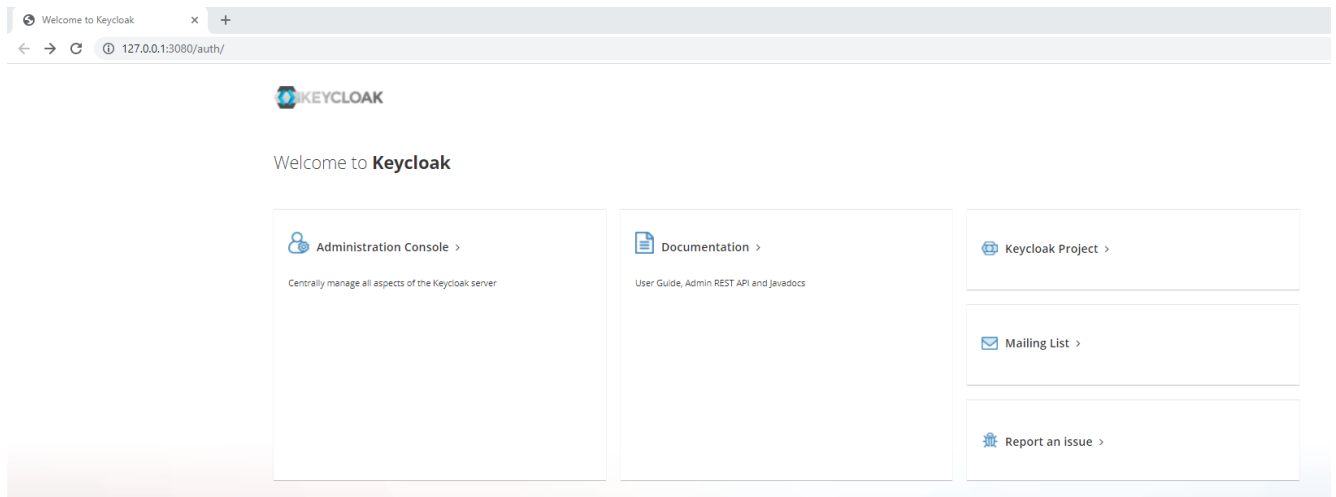 Welcome to Keycloak
127.0.0.1:3080/auth/
KEYCLOAK
Welcome to Keycloak
Administration Console
Centrally manage all aspects of the Keycloak server
Documentation
User Guide, Admin REST API and Javadocs
Keycloak Project
Mailing List
Report an issue